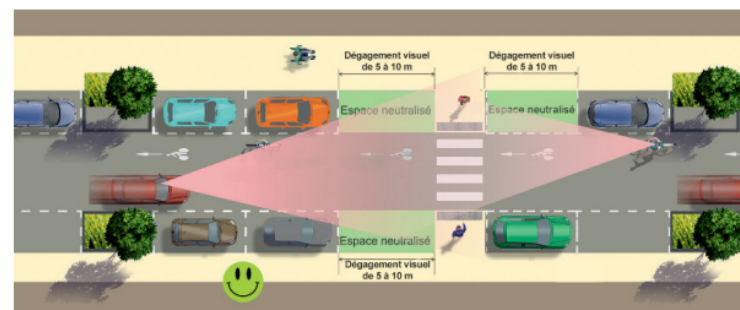 Dégagement visuel
de 5 à 10 m
Dégagement visuel
de 5 à 10 m
Espace neutralisé
Espace neutralisé
Espace neutralisé
Dégagement visuel
de 5 à 10 m